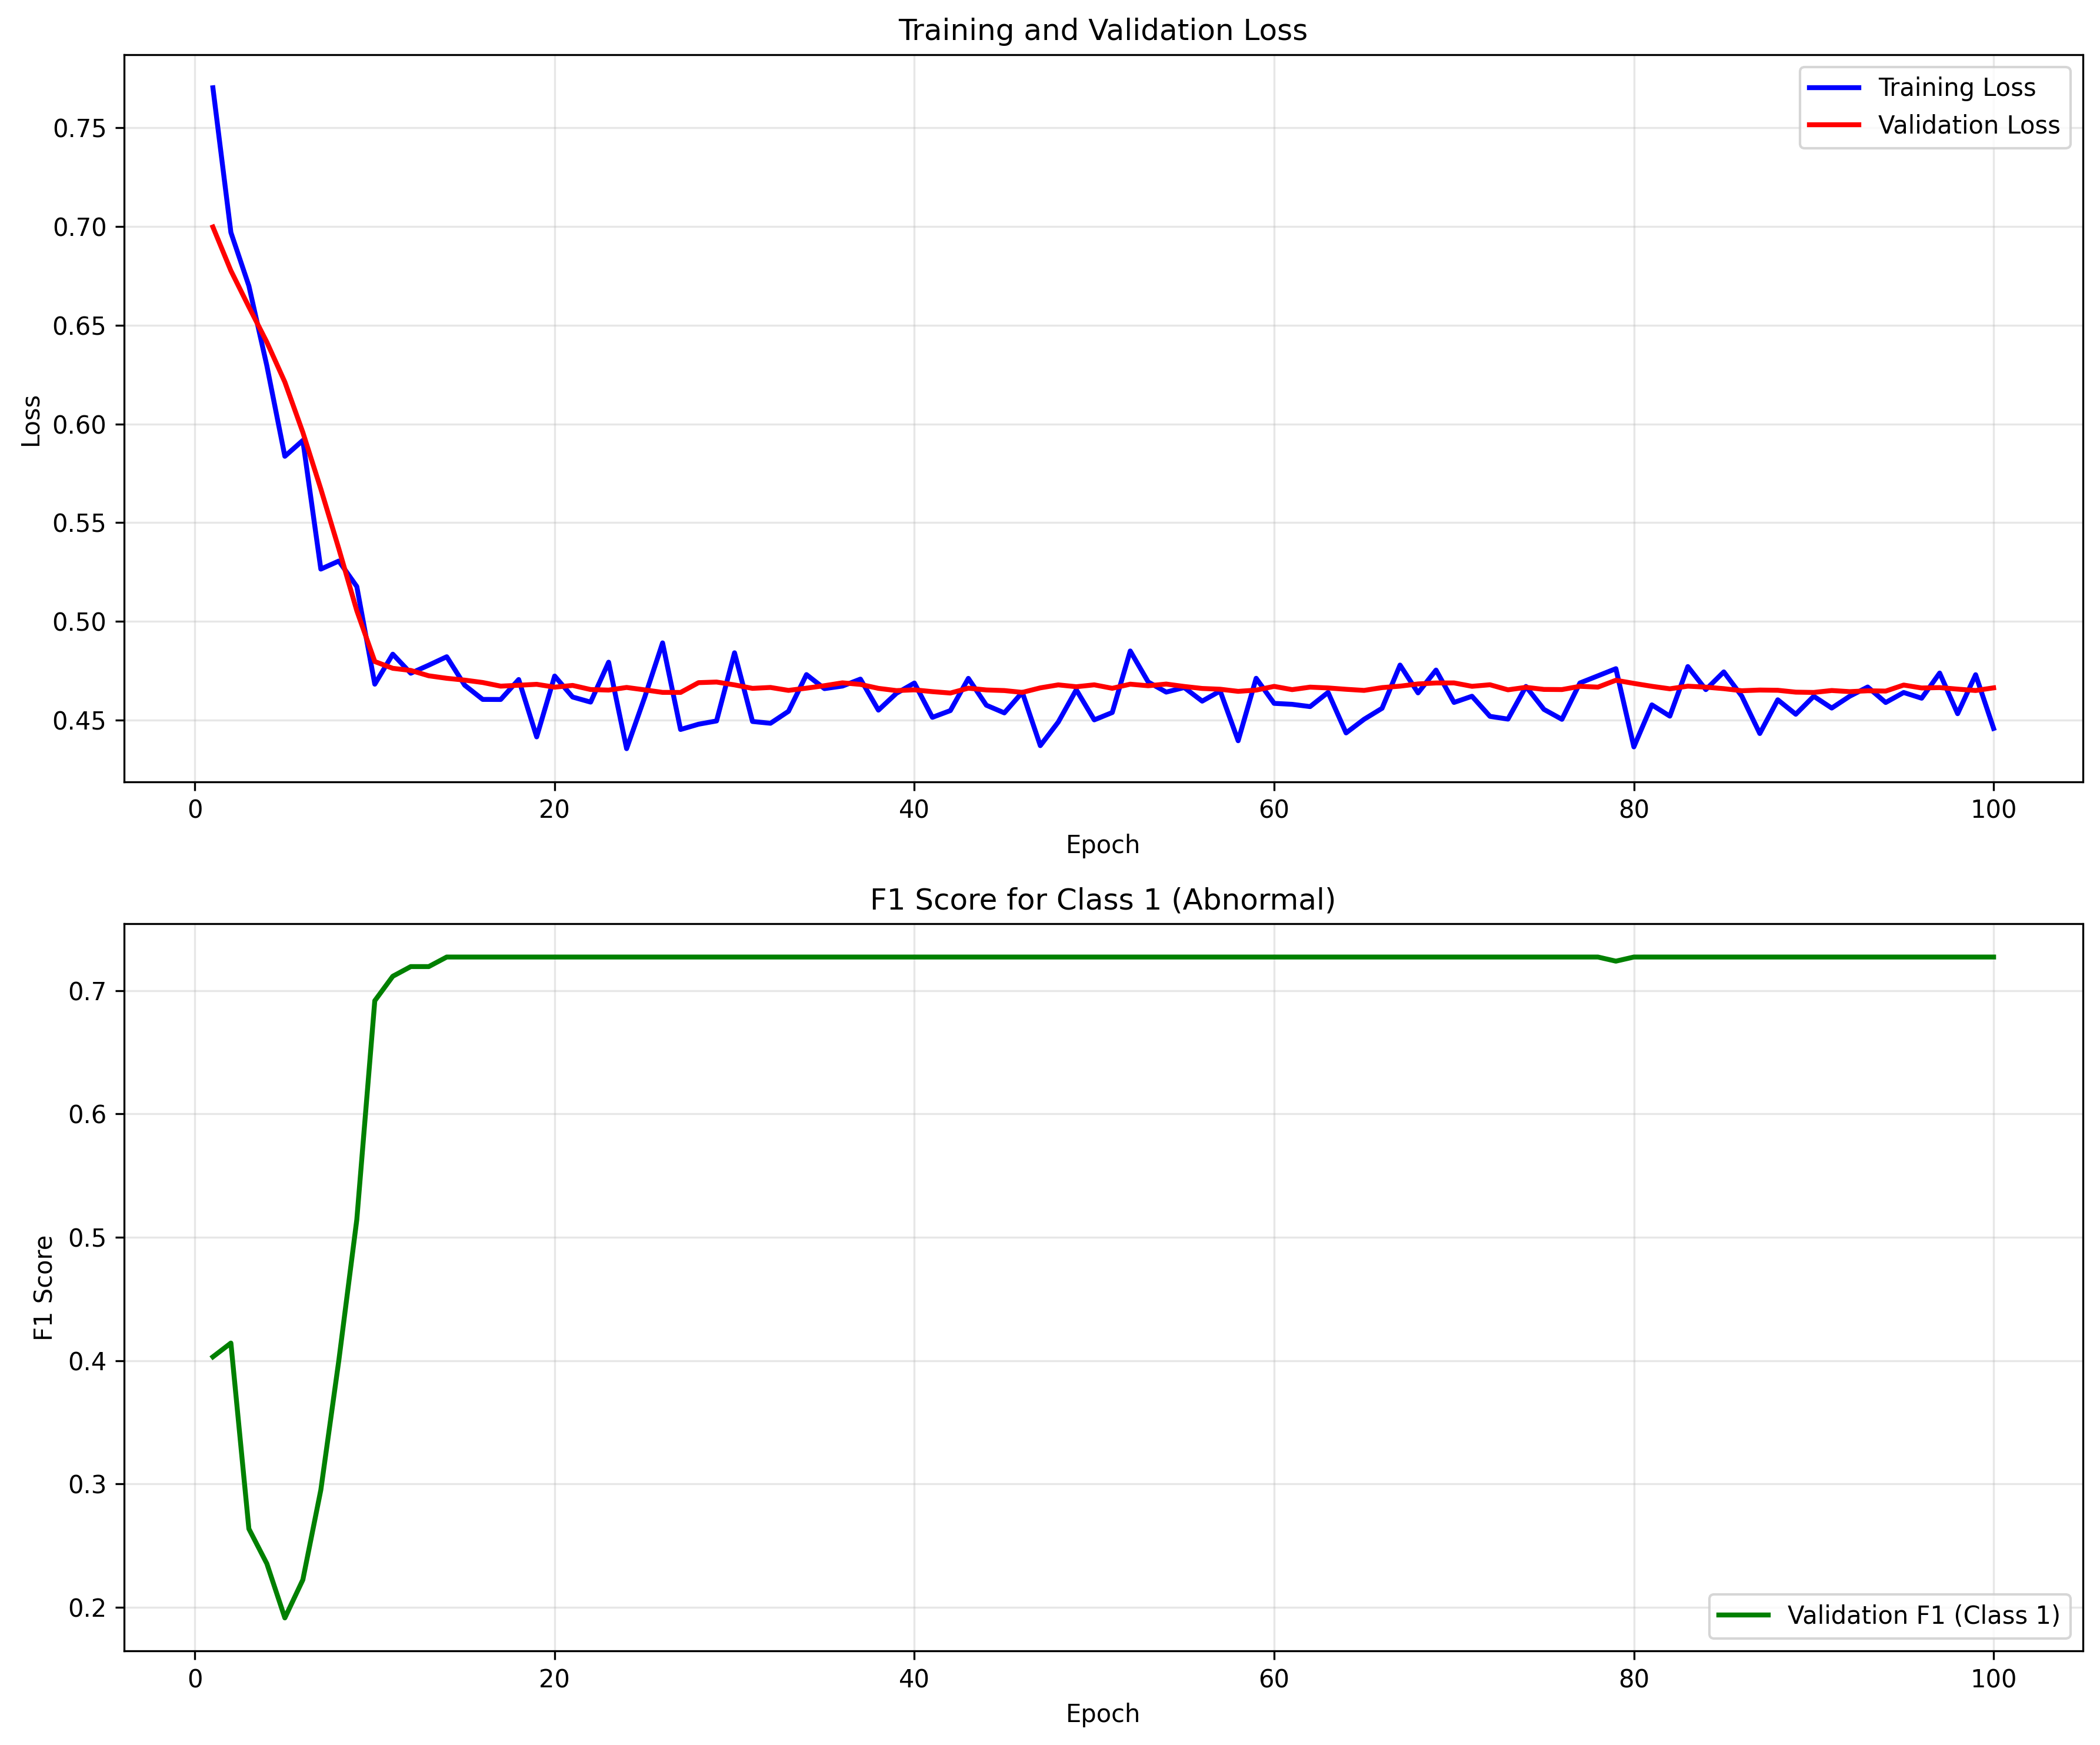 Training and Validation Loss
Training Loss
Validation Loss
0.75
0.70
0.65
0.60
0.55
0.50
0.45
Loss
0 20 40 60 80 100
Epoch
F1 Score for Class 1 (Abnormal)
0.7
0.6
0.5
0.4
0.3
0.2
F1 Score
Validation F1 (Class 1)
0 20 40 60 80 100
Epoch